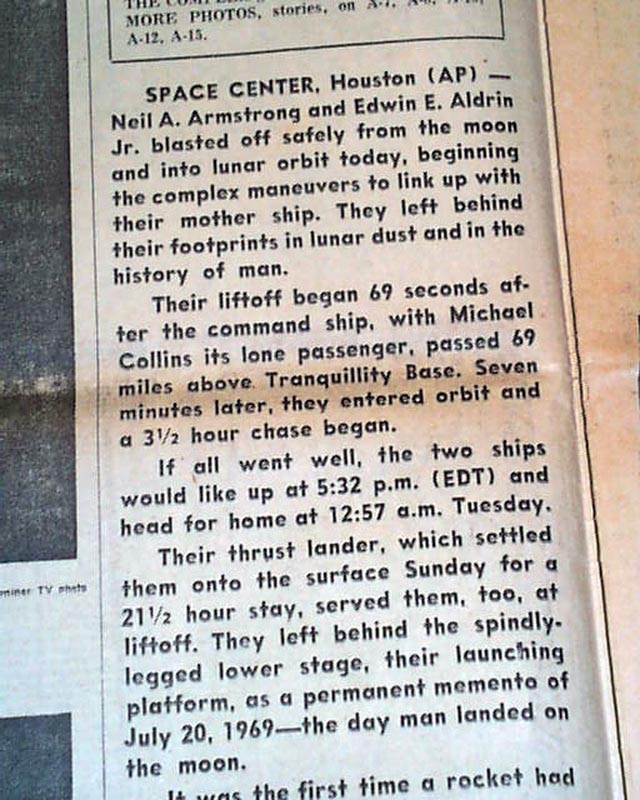 MORE PHOTOS, stories, on A-7,
A-12, A-15.
SPACE CENTER, Houston (AP) —
Neil A. Armstrong and Edwin E. Aldrin
Jr. blasted off safely from the moon
and into lunar orbit today, beginning
the complex maneuvers to link up with
their mother ship. They left behind
their footprints in lunar dust and in the
history of man.
Their liftoff began 69 seconds af-
ter the command ship, with Michael
Collins its lone passenger, passed 69
miles above Tranquillity Base. Seven
minutes later, they entered orbit and
a 3½ hour chase began.
If all went well, the two ships
would like up at 5:32 p.m. (EDT) and
head for home at 12:57 a.m. Tuesday.
Their thrust lander, which settled
them onto the surface Sunday for a
21½ hour stay, served them, too, at
liftoff. They left behind the spindly-
legged lower stage, their launching
platform, as a permanent memento of
July 20, 1969—the day man landed on
the moon.
It was the first time a rocket had
TV photo